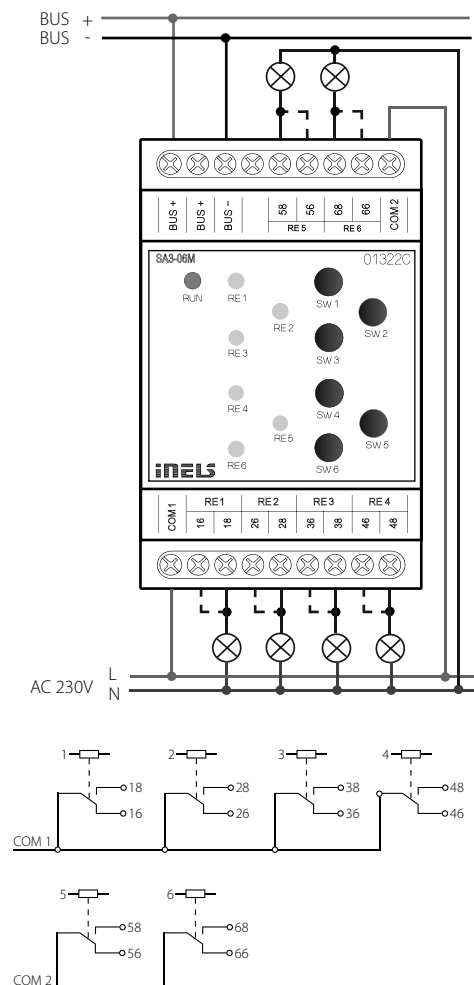 BUS +
BUS -
BUS + BUS + BUS - 58 56 68 66 COM 2
RE 5 RE 6
SA3-06M 01322C
RUN RE 1 SW 1
RE 2 SW 2
RE 3 SW 3
RE 4 SW 4
RE5 SW 5
RE6 SW 6
iNELS
COM 1 RE1 RE2 RE3 RE4
16 18 26 28 36 38 46 48
L
AC 230V
N
1 2 3 4
18 28 38 48
16 26 36 46
COM 1
5 6
58 68
56 66
COM 2